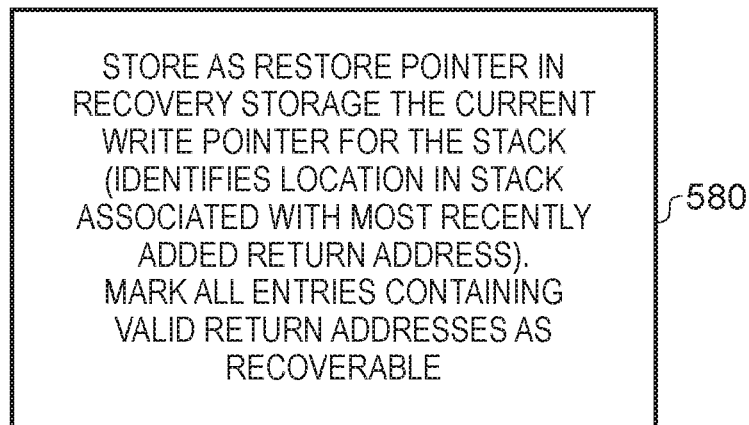 STORE AS RESTORE POINTER IN
RECOVERY STORAGE THE CURRENT
WRITE POINTER FOR THE STACK
(IDENTIFIES LOCATION IN STACK
ASSOCIATED WITH MOST RECENTLY
ADDED RETURN ADDRESS).
MARK ALL ENTRIES CONTAINING
VALID RETURN ADDRESSES AS
RECOVERABLE
580